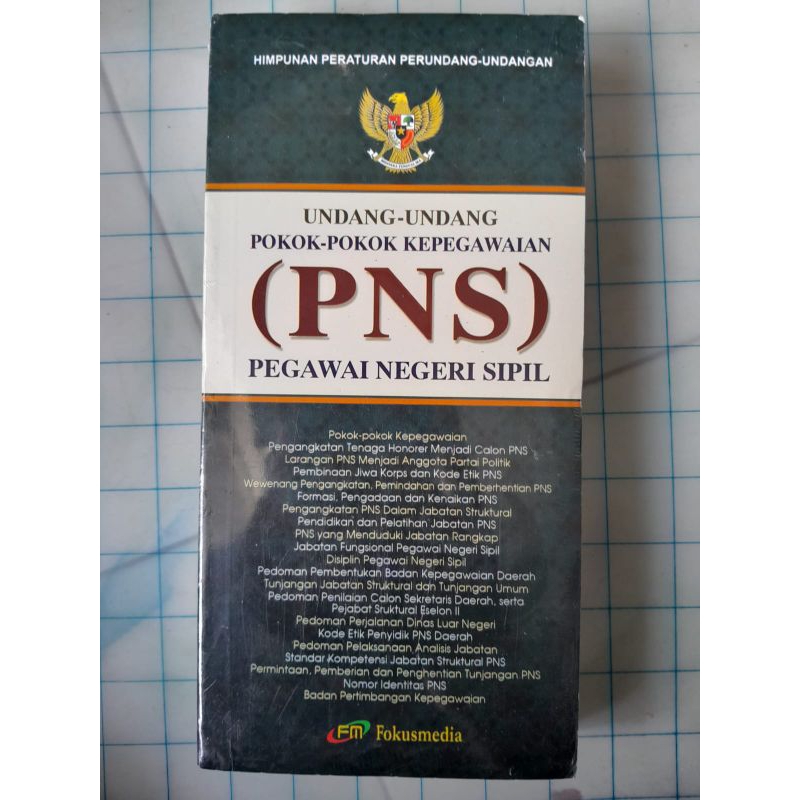 HIMPUNAN PERATURAN PERUNDANG-UNDANGAN
UNDANG-UNDANG
POKOK-POKOK KEPEGAWAIAN
(PNS)
PEGAWAI NEGERI SIPIL
Pokok-pokok Kepegawaian
Pengangkatan Tenaga Honorer Menjadi Calon PNS
Larangan PNS Menjadi Anggota Partai Politik
Pembinaan Jiwa Korps dan Kode Etik PNS
Wewenang Pengangkatan, Pemindahan dan Pemberhentian PNS
Formasi, Pengadaan dan Kenaikan PNS
Pengangkatan PNS Dalam Jabatan Struktural
Pendidikan dan Pelatihan Jabatan PNS
PNS yang Menduduki Jabatan Rangkap
Jabatan Fungsional Pegawai Negeri Sipil
Disiplin Pegawai Negeri Sipil
Pedoman Pembentukan Badan Kepegawaian Daerah
Tunjangan Jabatan Struktural dan Tunjangan Umum
Pedoman Penilaian Calon Sekretaris Daerah, serta
Pejabat Sruktural Eselon II
Pedoman Perjalanan Dinas Luar Negeri
Kode Etik Penyidik PNS Daerah
Pedoman Pelaksanaan Analisis Jabatan
Standar Kompetensi Jabatan Struktural PNS
Permintaan, Pemberian dan Penghentian Tunjangan PNS
Nomor Identitas PNS
Badan Pertimbangan Kepegawaian
FM Fokusmedia